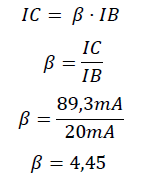 IC = β · IB
β = IC / IB
β = 89,3mA / 20mA
β = 4,45